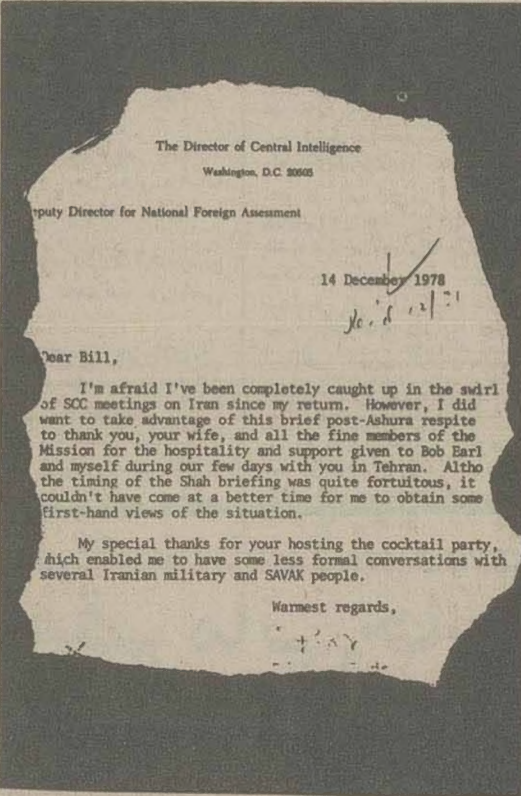 The Director of Central Intelligence
Washington, D.C. 20505
puty Director for National Foreign Assessment
14 December 1978
Dear Bill,
I'm afraid I've been completely caught up in the swirl
of SCC meetings on Iran since my return. However, I did
want to take advantage of this brief post-Ashura respite
to thank you, your wife, and all the fine members of the
Mission for the hospitality and support given to Bob Earl
and myself during our few days with you in Tehran. Altho
the timing of the Shah briefing was quite fortuitous, it
couldn't have come at a better time for me to obtain some
first-hand views of the situation.
My special thanks for your hosting the cocktail party,
which enabled me to have some less formal conversations with
several Iranian military and SAVAK people.
Warmest regards,